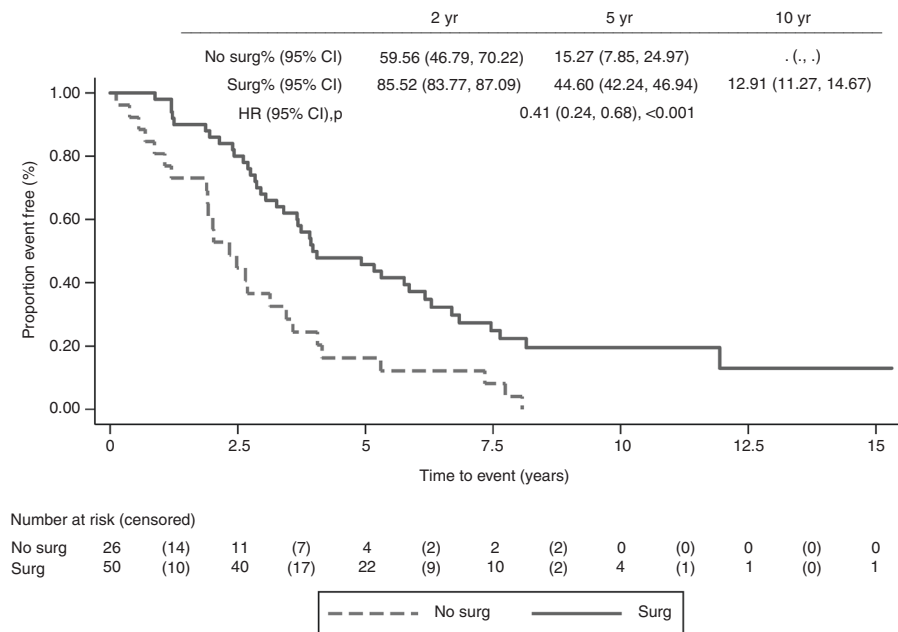 2 yr 5 yr 10 yr
No surg% (95% CI) 59.56 (46.79, 70.22) 15.27 (7.85, 24.97) . (., .)
Surg% (95% CI) 85.52 (83.77, 87.09) 44.60 (42.24, 46.94) 12.91 (11.27, 14.67)
HR (95% CI),p 0.41 (0.24, 0.68), <0.001
Proportion event free (%)
1.00
0.80
0.60
0.40
0.20
0.00
0 2.5 5 7.5 10 12.5 15
Time to event (years)
Number at risk (censored)
No surg 26 (14) 11 (7) 4 (2) 2 (2) 0 (0) 0 (0) 0
Surg 50 (10) 40 (17) 22 (9) 10 (2) 4 (1) 1 (0) 1
No surg Surg